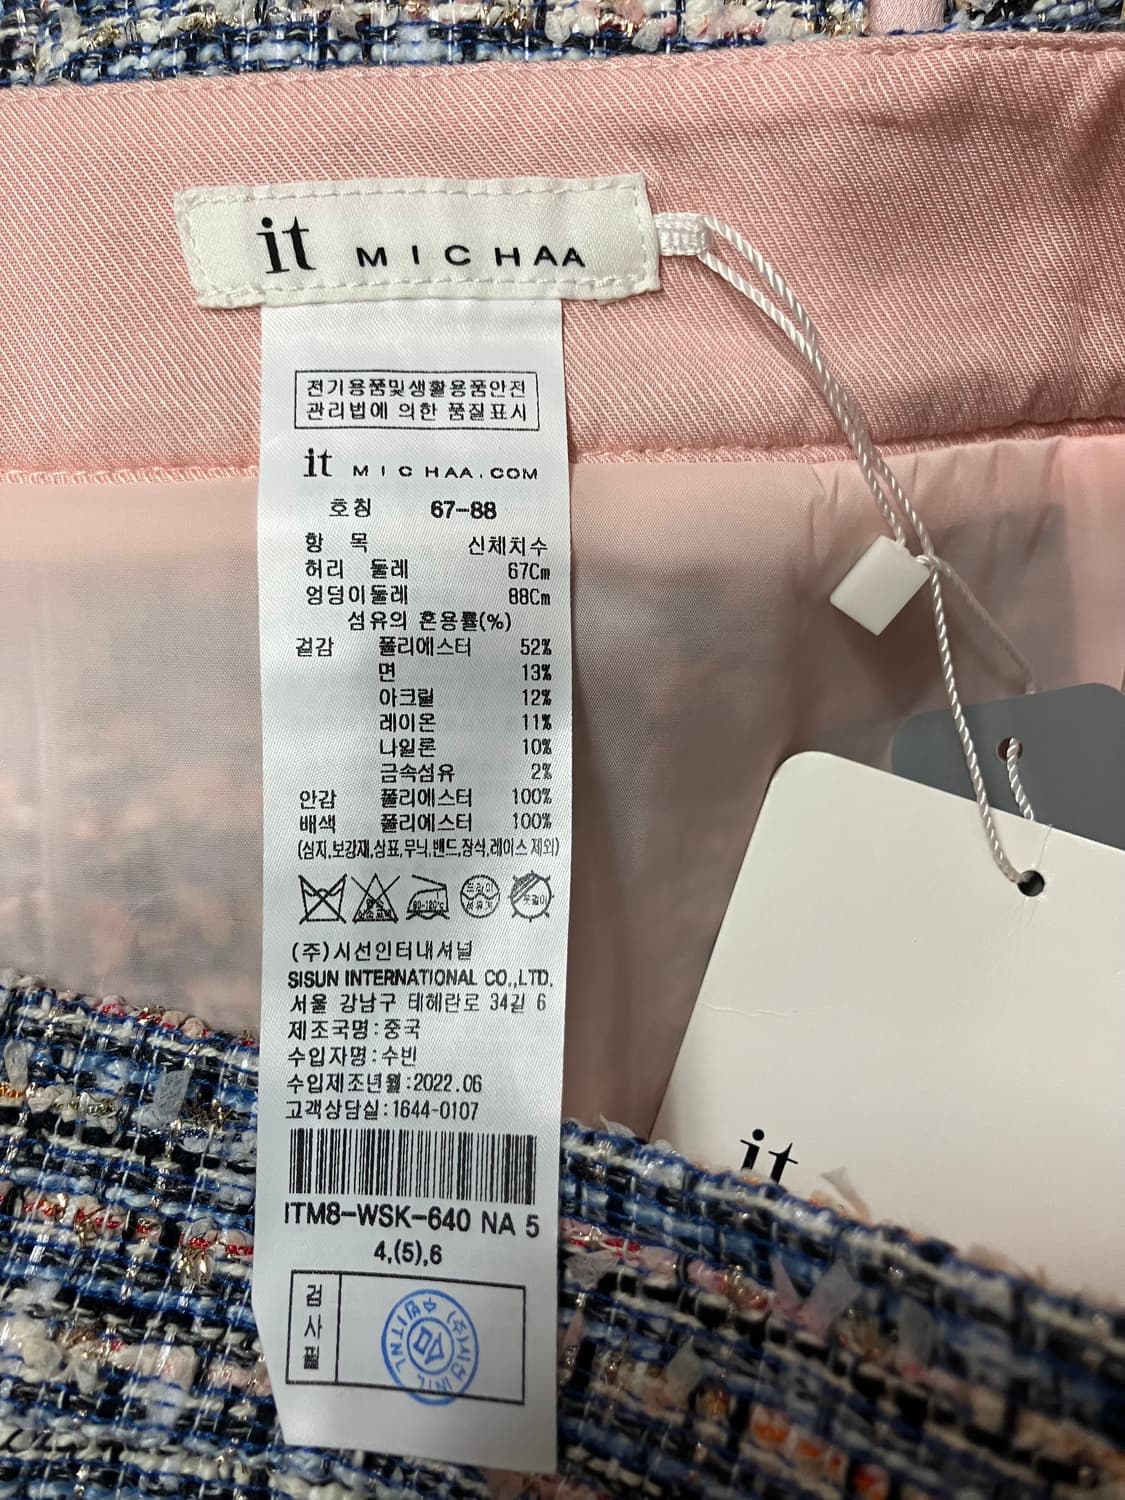 it MICHAA
전기용품및생활용품안전
관리법에 의한 품질표시
it MICHAA.COM
호칭 67-88
항 목 신체치수
허리 둘레 67Cm
엉덩이둘레 88Cm
섬유의 혼용률(%)
겉감 폴리에스터 52%
면 13%
아크릴 12%
레이온 11%
나일론 10%
금속섬유 2%
안감 폴리에스터 100%
배색 폴리에스터 100%
(심지,보강재,상표,무늬,밴드,장식,레이스 제외)
80-120℃
(주)시선인터내셔널
SISUN INTERNATIONAL CO.,LTD.
서울 강남구 테헤란로 34길 6
제조국명:중국
수입자명:수빈
수입제조년월:2022.06
고객상담실:1644-0107
ITM8-WSK-640 NA 5
4,(5),6
검
사
필
it